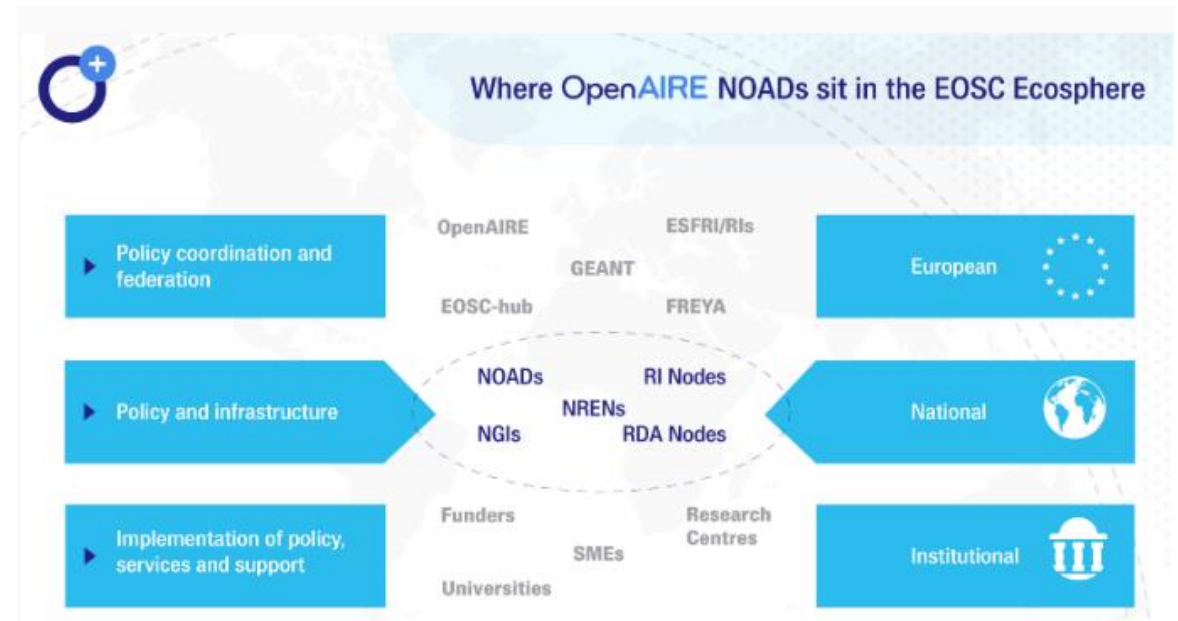 +
Where OpenAIRE NOADs sit in the EOSC Ecosphere
Policy coordination and
federation
OpenAIRE
ESFRI/RIs
GEANT
EOSC-hub
FREYA
European
Policy and infrastructure
NOADs
RI Nodes
NRENs
NGIs
RDA Nodes
National
Implementation of policy,
services and support
Funders
Research
Centres
SMEs
Universities
Institutional